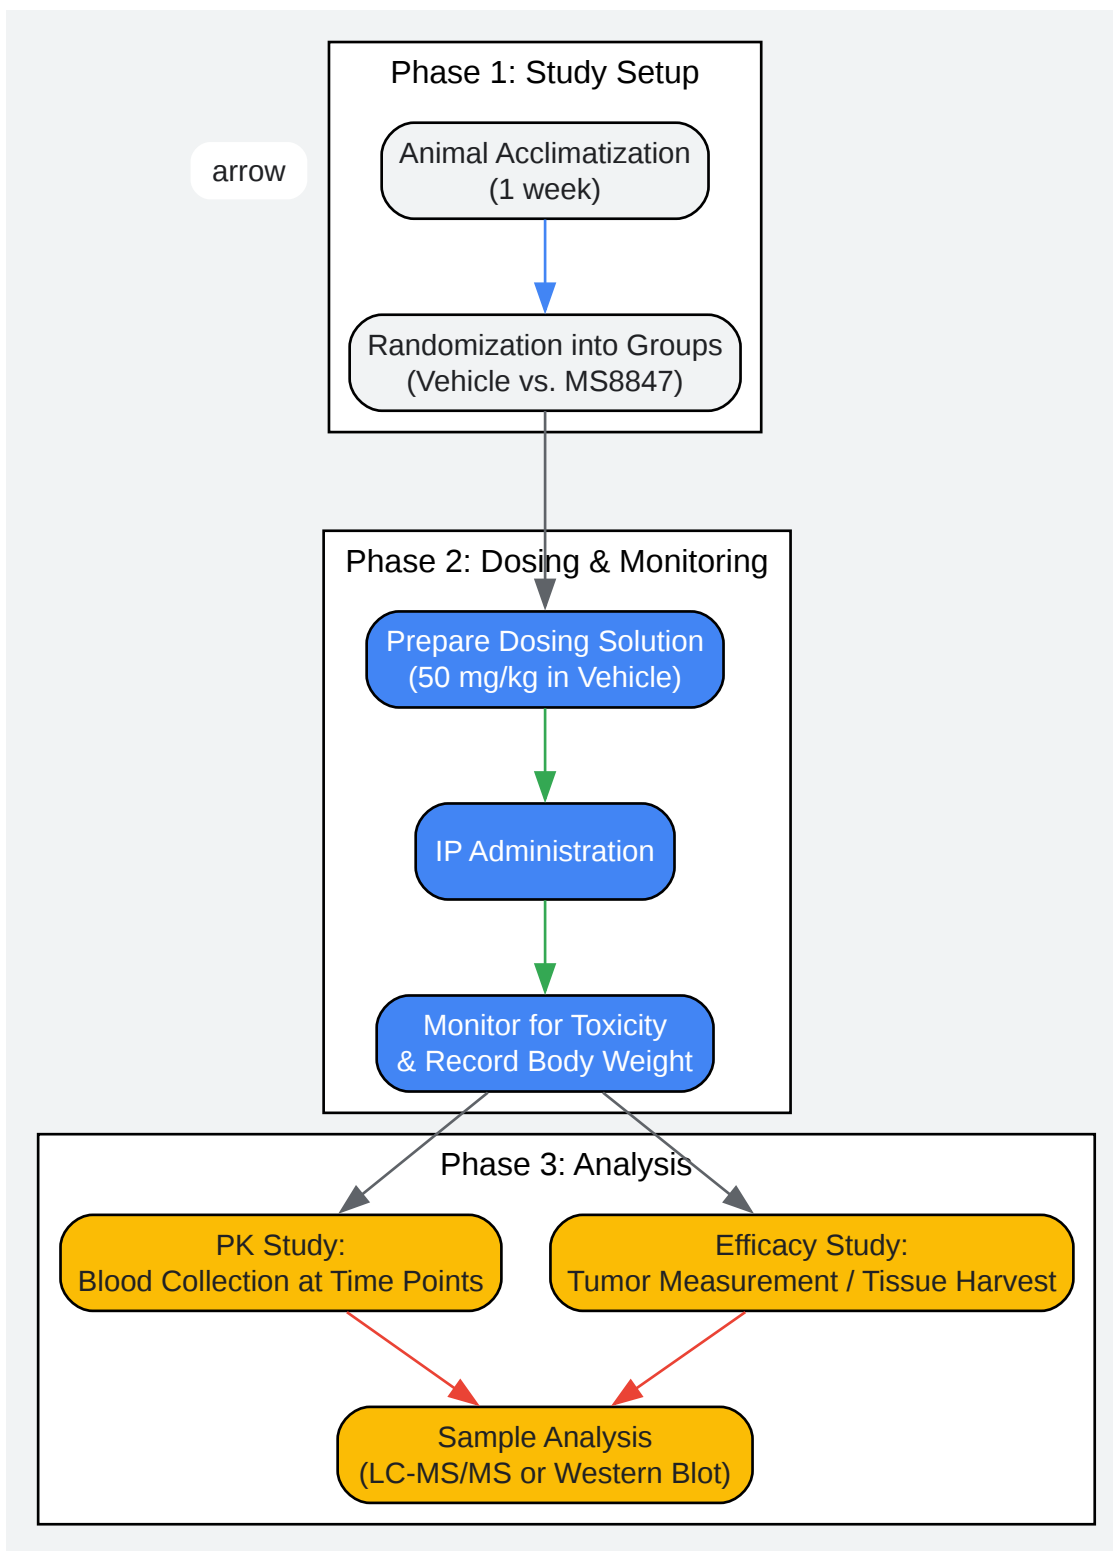 Phase 1: Study Setup
arrow
Animal Acclimatization
(1 week)
Randomization into Groups
(Vehicle vs. MS8847)
Phase 2: Dosing & Monitoring
Prepare Dosing Solution
(50 mg/kg in Vehicle)
IP Administration
Monitor for Toxicity
& Record Body Weight
Phase 3: Analysis
PK Study:
Blood Collection at Time Points
Efficacy Study:
Tumor Measurement / Tissue Harvest
Sample Analysis
(LC-MS/MS or Western Blot)